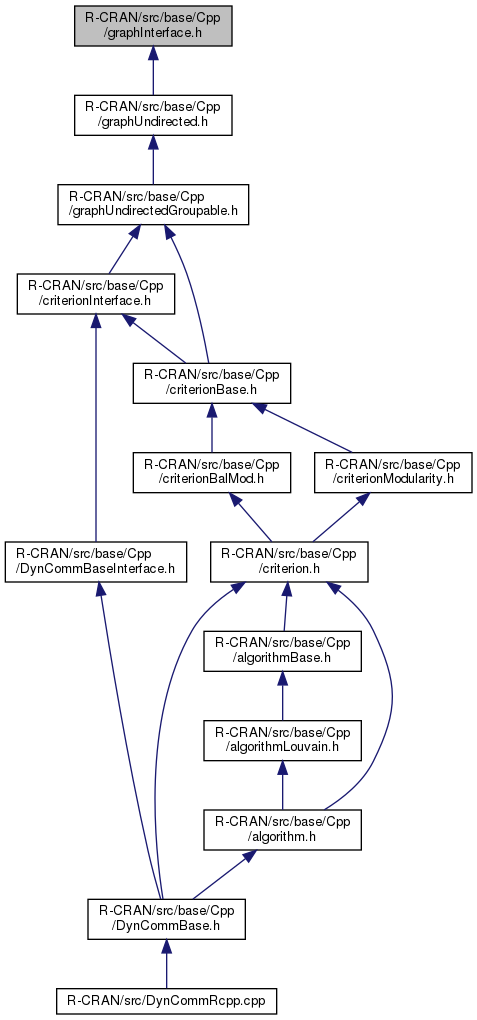 R-CRAN/src/base/Cpp
/graphInterface.h
R-CRAN/src/base/Cpp
/graphUndirected.h
R-CRAN/src/base/Cpp
/graphUndirectedGroupable.h
R-CRAN/src/base/Cpp
/criterionInterface.h
R-CRAN/src/base/Cpp
/criterionBase.h
R-CRAN/src/base/Cpp
/criterionBalMod.h
R-CRAN/src/base/Cpp
/criterionModularity.h
R-CRAN/src/base/Cpp
/DynCommBaseInterface.h
R-CRAN/src/base/Cpp
/criterion.h
R-CRAN/src/base/Cpp
/algorithmBase.h
R-CRAN/src/base/Cpp
/algorithmLouvain.h
R-CRAN/src/base/Cpp
/algorithm.h
R-CRAN/src/base/Cpp
/DynCommBase.h
R-CRAN/src/DynCommRcpp.cpp